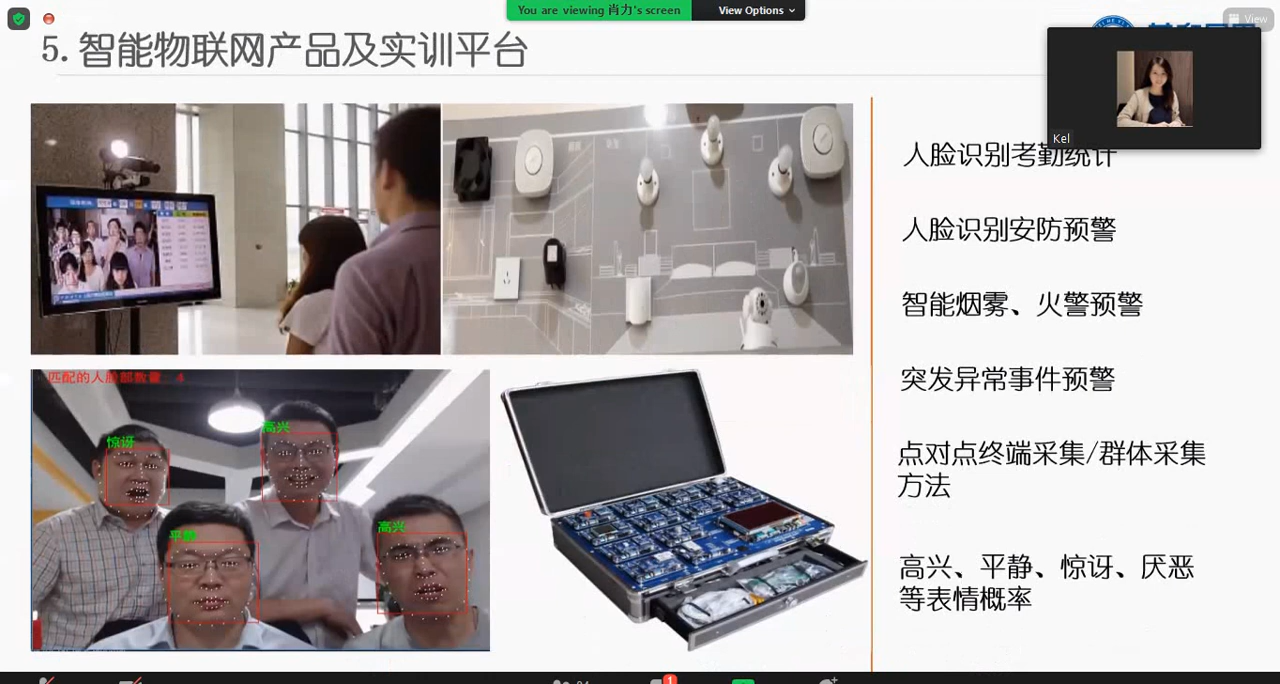 You are viewing 肖力's screen
View Options
View
5. 智能物联网产品及实训平台
Kel
人脸识别考勤统计
人脸识别安防预警
智能烟雾、火警预警
突发异常事件预警
点对点终端采集/群体采集
方法
高兴、平静、惊讶、厌恶
等表情概率
匹配的人脸部数量 4
惊讶
高兴
平静
高兴
1